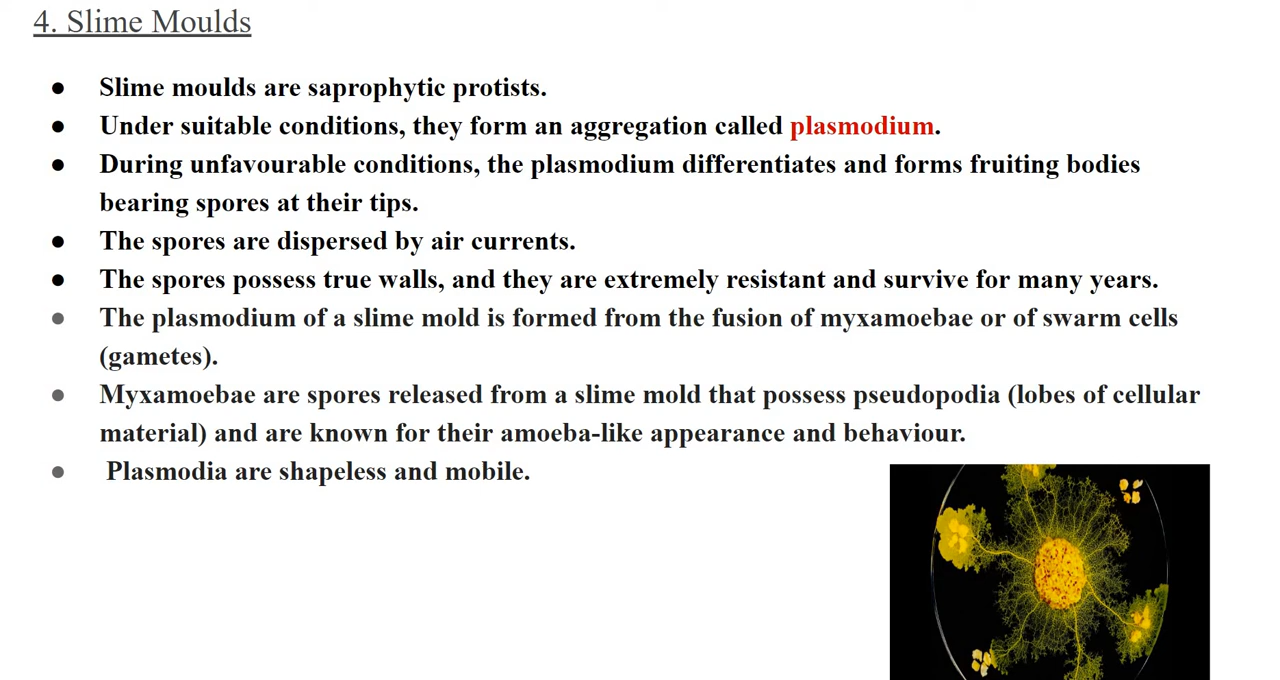 4. Slime Moulds
● Slime moulds are saprophytic protists.
● Under suitable conditions, they form an aggregation called plasmodium.
● During unfavourable conditions, the plasmodium differentiates and forms fruiting bodies
bearing spores at their tips.
● The spores are dispersed by air currents.
● The spores possess true walls, and they are extremely resistant and survive for many years.
● The plasmodium of a slime mold is formed from the fusion of myxamoebae or of swarm cells
(gametes).
● Myxamoebae are spores released from a slime mold that possess pseudopodia (lobes of cellular
material) and are known for their amoeba-like appearance and behaviour.
● Plasmodia are shapeless and mobile.